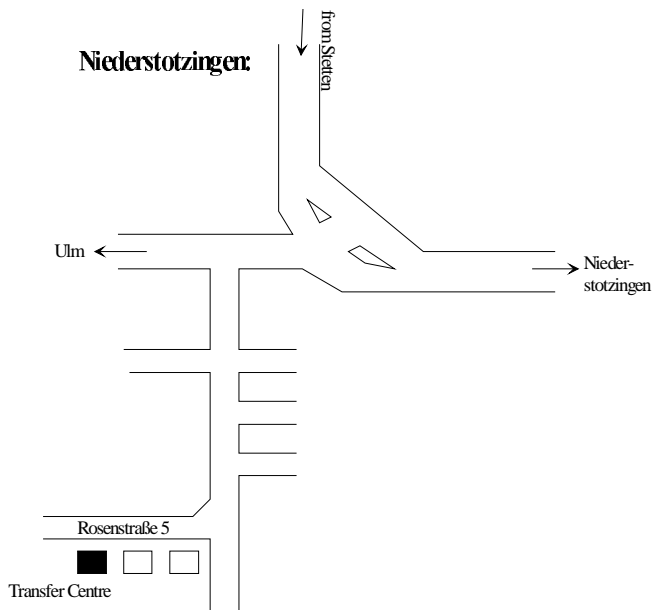 from Stetten
Niederstotzingen:
Ulm
Nieder-
stotzingen
Rosenstraße 5
Transfer Centre